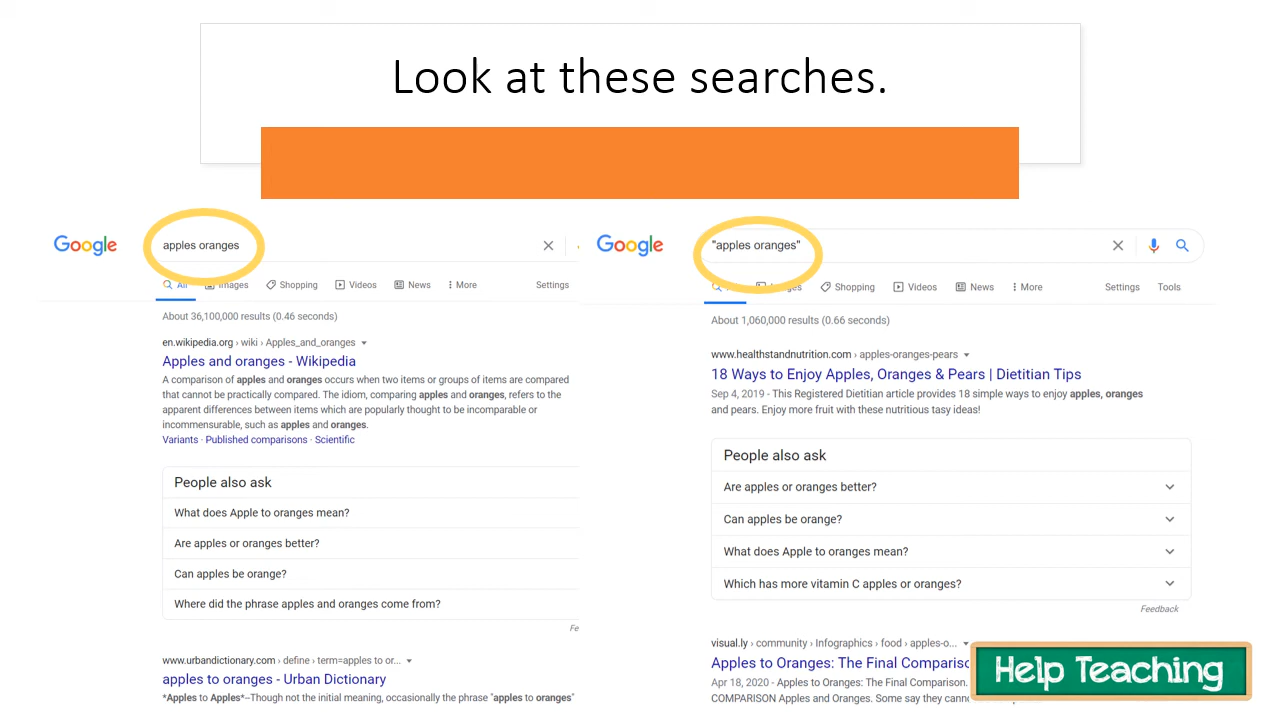 Look at these searches.
Google
apples oranges
All Images Shopping Videos News More Settings
About 36,100,000 results (0.46 seconds)
en.wikipedia.org › wiki › Apples_and_oranges
Apples and oranges - Wikipedia
A comparison of apples and oranges occurs when two items or groups of items are compared
that cannot be practically compared. The idiom, comparing apples and oranges, refers to the
apparent differences between items which are popularly thought to be incomparable or
incommensurable, such as apples and oranges.
Variants · Published comparisons · Scientific
People also ask
What does Apple to oranges mean?
Are apples or oranges better?
Can apples be orange?
Where did the phrase apples and oranges come from?
Fe
www.urbandictionary.com › define › term=apples to or...
apples to oranges - Urban Dictionary
*Apples to Apples*--Though not the initial meaning, occasionally the phrase "apples to oranges"
Google
"apples oranges"
Images Shopping Videos News More Settings Tools
About 1,060,000 results (0.66 seconds)
www.healthstandnutrition.com › apples-oranges-pears
18 Ways to Enjoy Apples, Oranges & Pears | Dietitian Tips
Sep 4, 2019 - This Registered Dietitian article provides 18 simple ways to enjoy apples, oranges
and pears. Enjoy more fruit with these nutritious tasy ideas!
People also ask
Are apples or oranges better?
Can apples be orange?
What does Apple to oranges mean?
Which has more vitamin C apples or oranges?
Feedback
visual.ly › community › Infographics › food › apples-o...
Apples to Oranges: The Final Comparisc
Apr 18, 2020 - Apples to Oranges: The Final Comparison.
COMPARISON Apples and Oranges. Some say they cann
Help Teaching